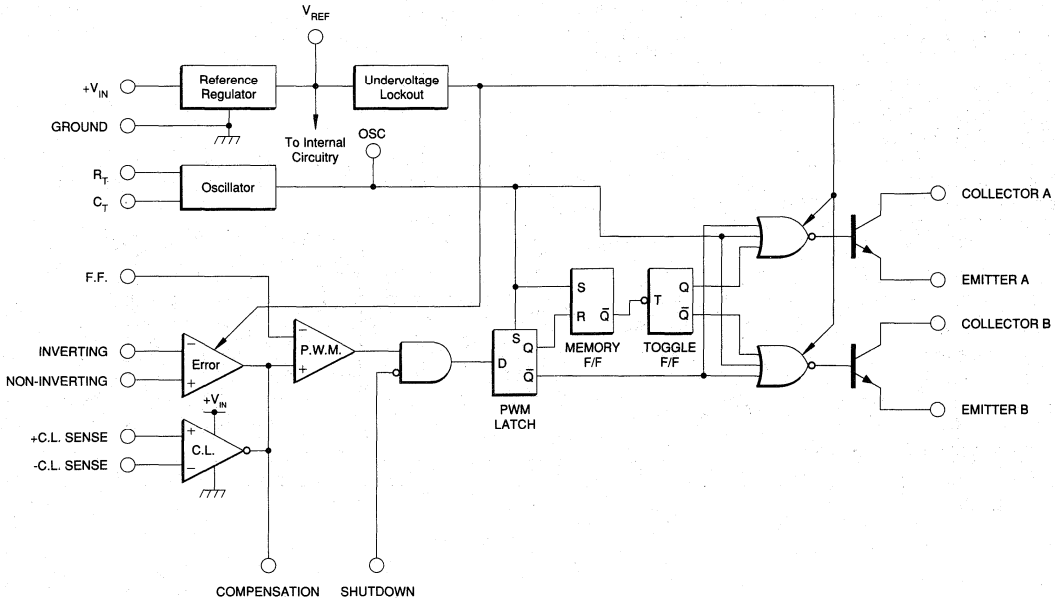 V_REF
+V_IN
Reference
Regulator
Undervoltage
Lockout
GROUND
To Internal
Circuitry
OSC
R_T
C_T
Oscillator
COLLECTOR A
F.F.
EMITTER A
S
R
Q̅
MEMORY
F/F
T
Q
Q̅
TOGGLE
F/F
COLLECTOR B
INVERTING
NON-INVERTING
−
+
Error
−
+
P.W.M.
S
D
Q
Q̅
PWM
LATCH
EMITTER B
+V_IN
+C.L. SENSE
-C.L. SENSE
+
−
C.L.
COMPENSATION
SHUTDOWN